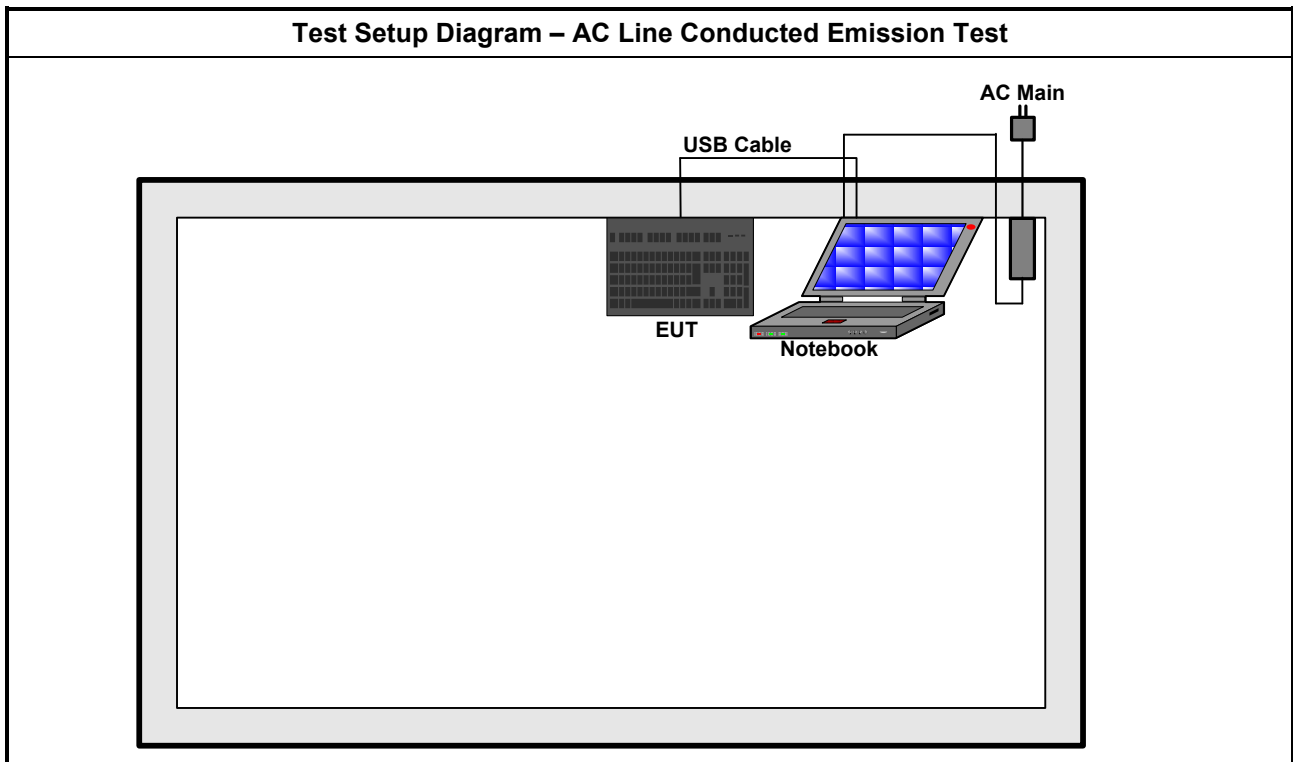 Test Setup Diagram – AC Line Conducted Emission Test
AC Main
USB Cable
EUT
Notebook